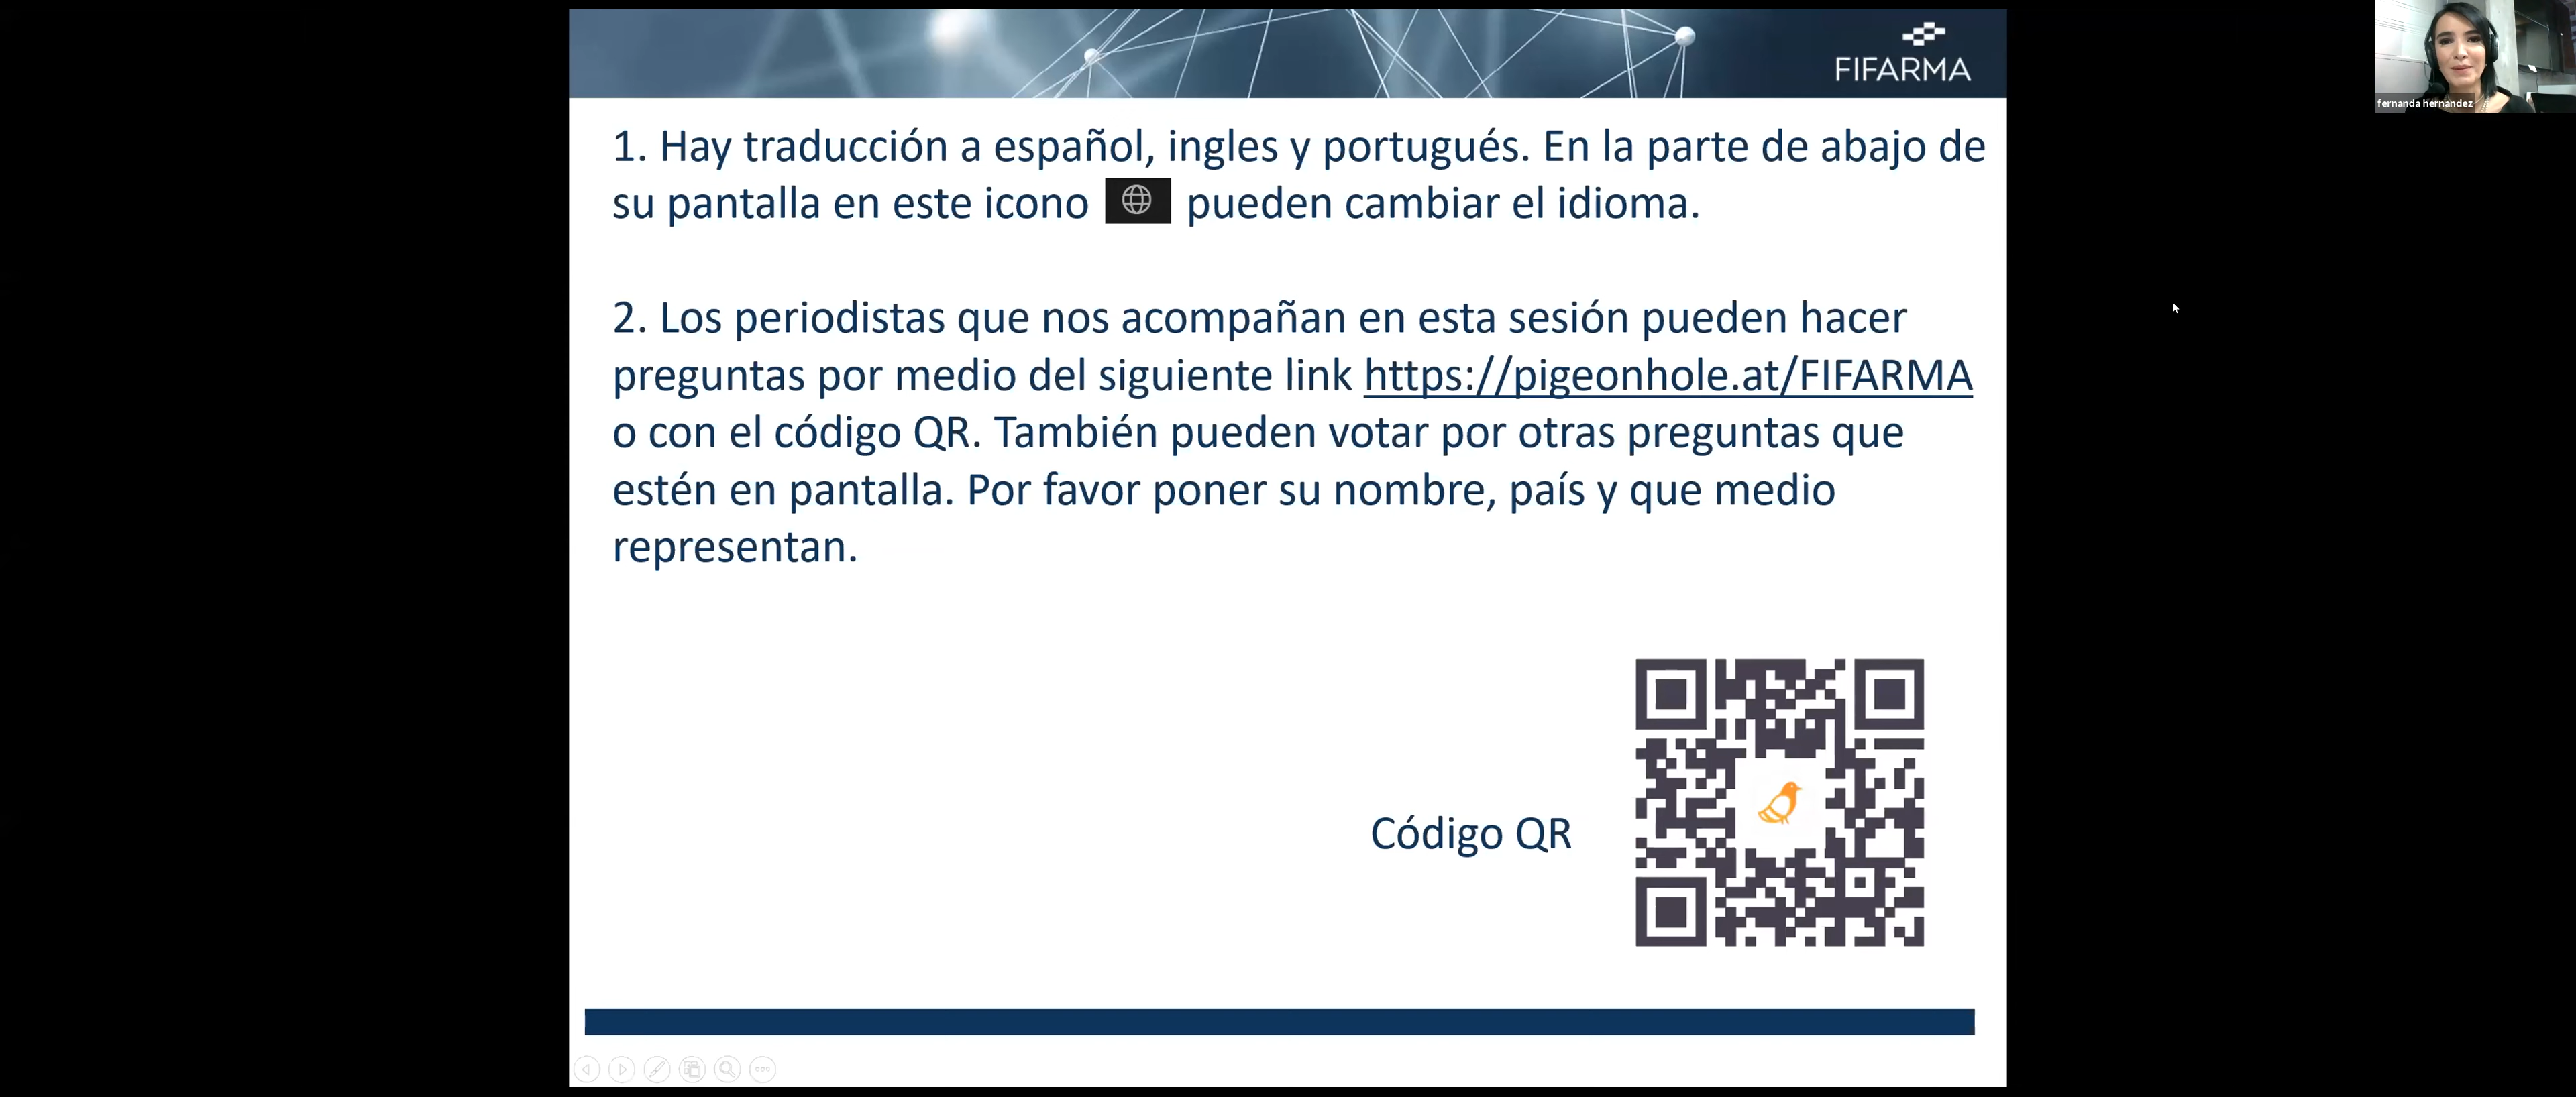 FIFARMA
fernanda hernandez
1. Hay traducción a español, ingles y portugués. En la parte de abajo de
su pantalla en este icono pueden cambiar el idioma.
2. Los periodistas que nos acompañan en esta sesión pueden hacer
preguntas por medio del siguiente link https://pigeonhole.at/FIFARMA
o con el código QR. También pueden votar por otras preguntas que
estén en pantalla. Por favor poner su nombre, país y que medio
representan.
Código QR